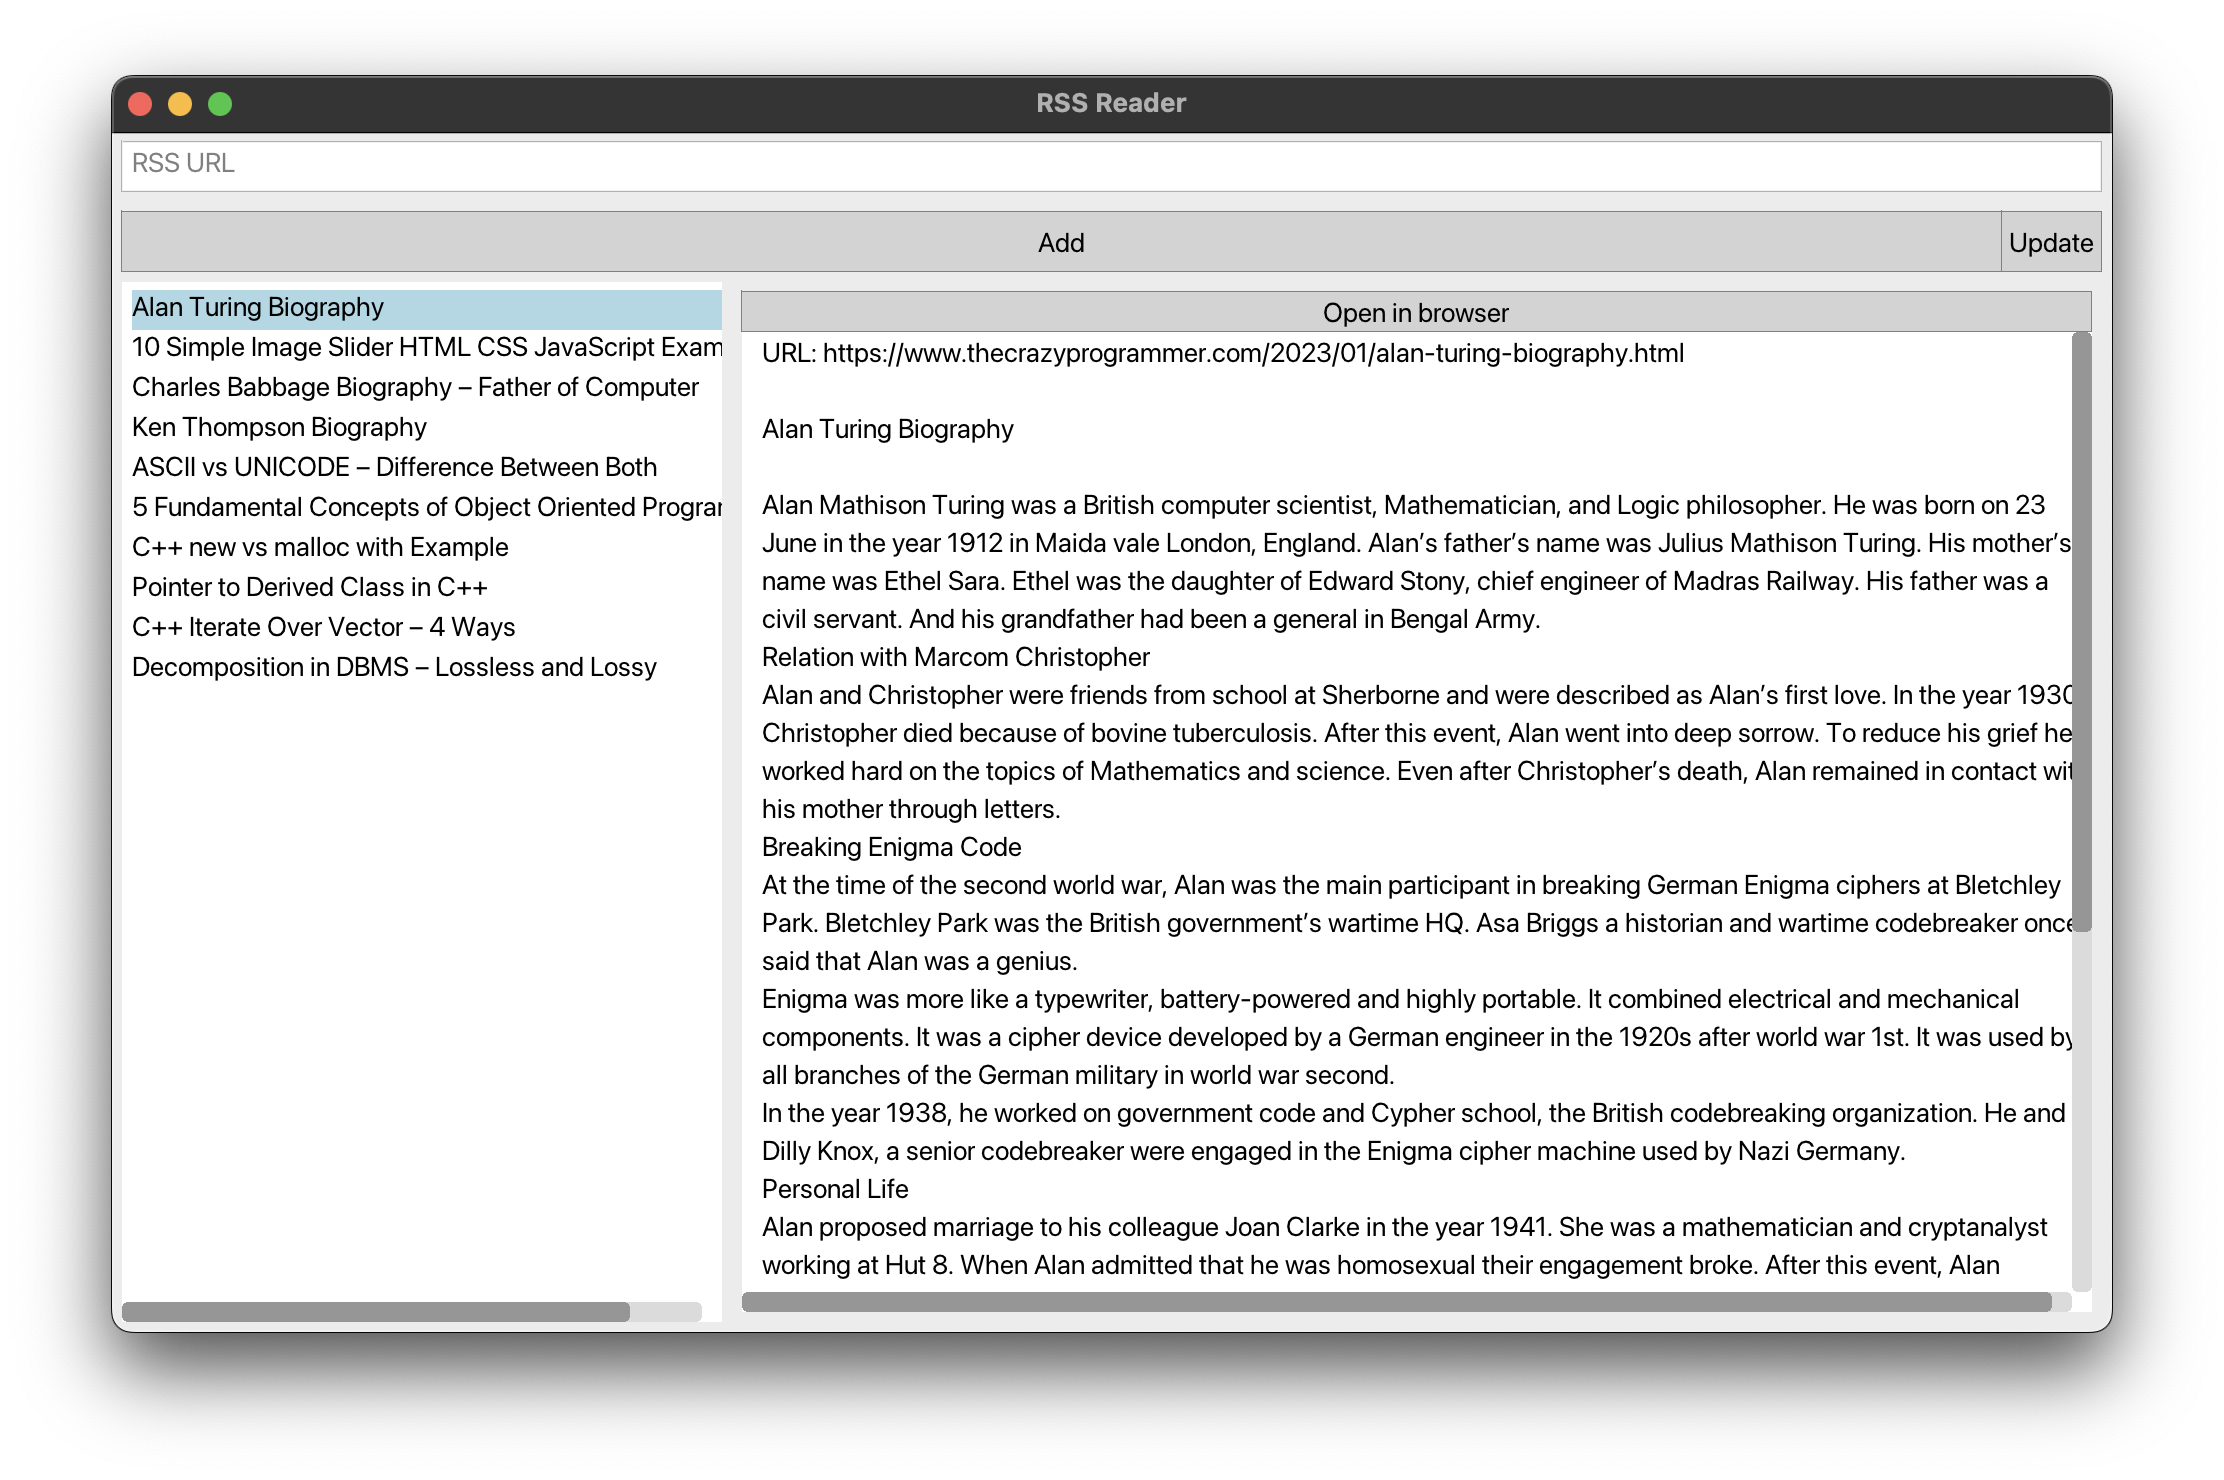 RSS Reader
RSS URL
Add
Update
Alan Turing Biography
10 Simple Image Slider HTML CSS JavaScript Exam
Charles Babbage Biography – Father of Computer
Ken Thompson Biography
ASCII vs UNICODE – Difference Between Both
5 Fundamental Concepts of Object Oriented Progra
C++ new vs malloc with Example
Pointer to Derived Class in C++
C++ Iterate Over Vector – 4 Ways
Decomposition in DBMS – Lossless and Lossy
Open in browser
URL: https://www.thecrazyprogrammer.com/2023/01/alan-turing-biography.html
Alan Turing Biography
Alan Mathison Turing was a British computer scientist, Mathematician, and Logic philosopher. He was born on 23
June in the year 1912 in Maida vale London, England. Alan’s father’s name was Julius Mathison Turing. His mother’s
name was Ethel Sara. Ethel was the daughter of Edward Stony, chief engineer of Madras Railway. His father was a
civil servant. And his grandfather had been a general in Bengal Army.
Relation with Marcom Christopher
Alan and Christopher were friends from school at Sherborne and were described as Alan’s first love. In the year 1930
Christopher died because of bovine tuberculosis. After this event, Alan went into deep sorrow. To reduce his grief he
worked hard on the topics of Mathematics and science. Even after Christopher’s death, Alan remained in contact wit
his mother through letters.
Breaking Enigma Code
At the time of the second world war, Alan was the main participant in breaking German Enigma ciphers at Bletchley
Park. Bletchley Park was the British government’s wartime HQ. Asa Briggs a historian and wartime codebreaker once
said that Alan was a genius.
Enigma was more like a typewriter, battery-powered and highly portable. It combined electrical and mechanical
components. It was a cipher device developed by a German engineer in the 1920s after world war 1st. It was used by
all branches of the German military in world war second.
In the year 1938, he worked on government code and Cypher school, the British codebreaking organization. He and
Dilly Knox, a senior codebreaker were engaged in the Enigma cipher machine used by Nazi Germany.
Personal Life
Alan proposed marriage to his colleague Joan Clarke in the year 1941. She was a mathematician and cryptanalyst
working at Hut 8. When Alan admitted that he was homosexual their engagement broke. After this event, Alan